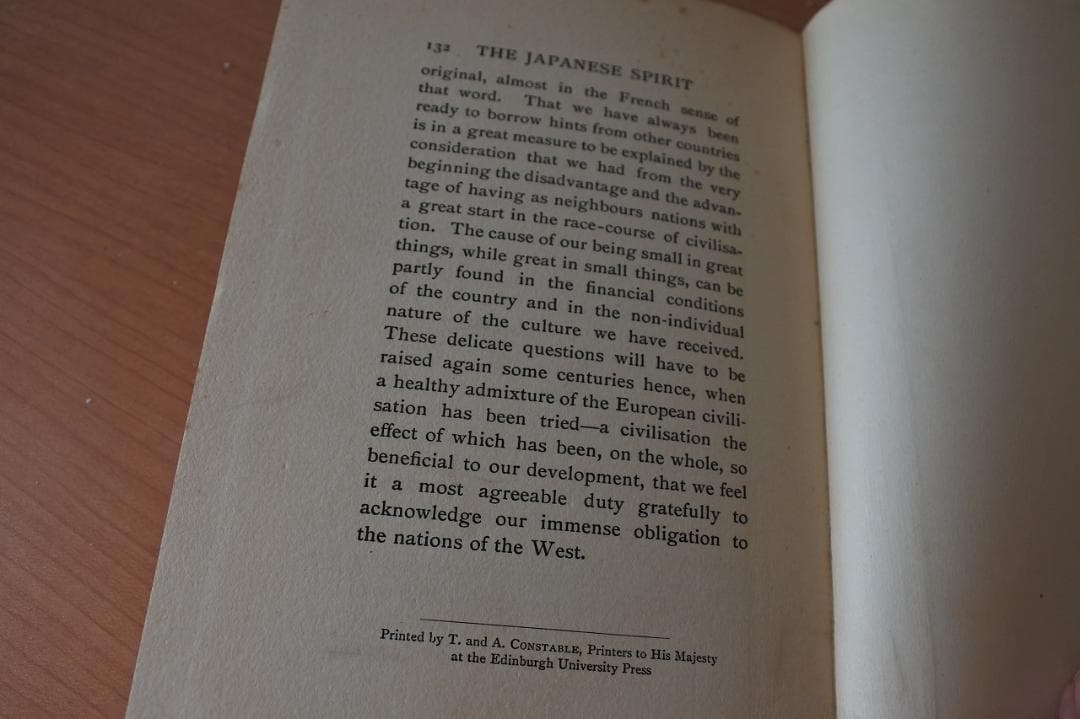 132 THE JAPANESE SPIRIT
original, almost in the French sense of
that word. That we have always been
ready to borrow hints from other countries
is in a great measure to be explained by the
consideration that we had from the very
beginning the disadvantage and the advan-
tage of having as neighbours nations with
a great start in the race-course of civilisa-
tion. The cause of our being small in great
things, while great in small things, can be
partly found in the financial conditions
of the country and in the non-individual
nature of the culture we have received.
These delicate questions will have to be
raised again some centuries hence, when
a healthy admixture of the European civili-
sation has been tried—a civilisation the
effect of which has been, on the whole, so
beneficial to our development, that we feel
it a most agreeable duty gratefully to
acknowledge our immense obligation to
the nations of the West.
Printed by T. and A. CONSTABLE, Printers to His Majesty
at the Edinburgh University Press